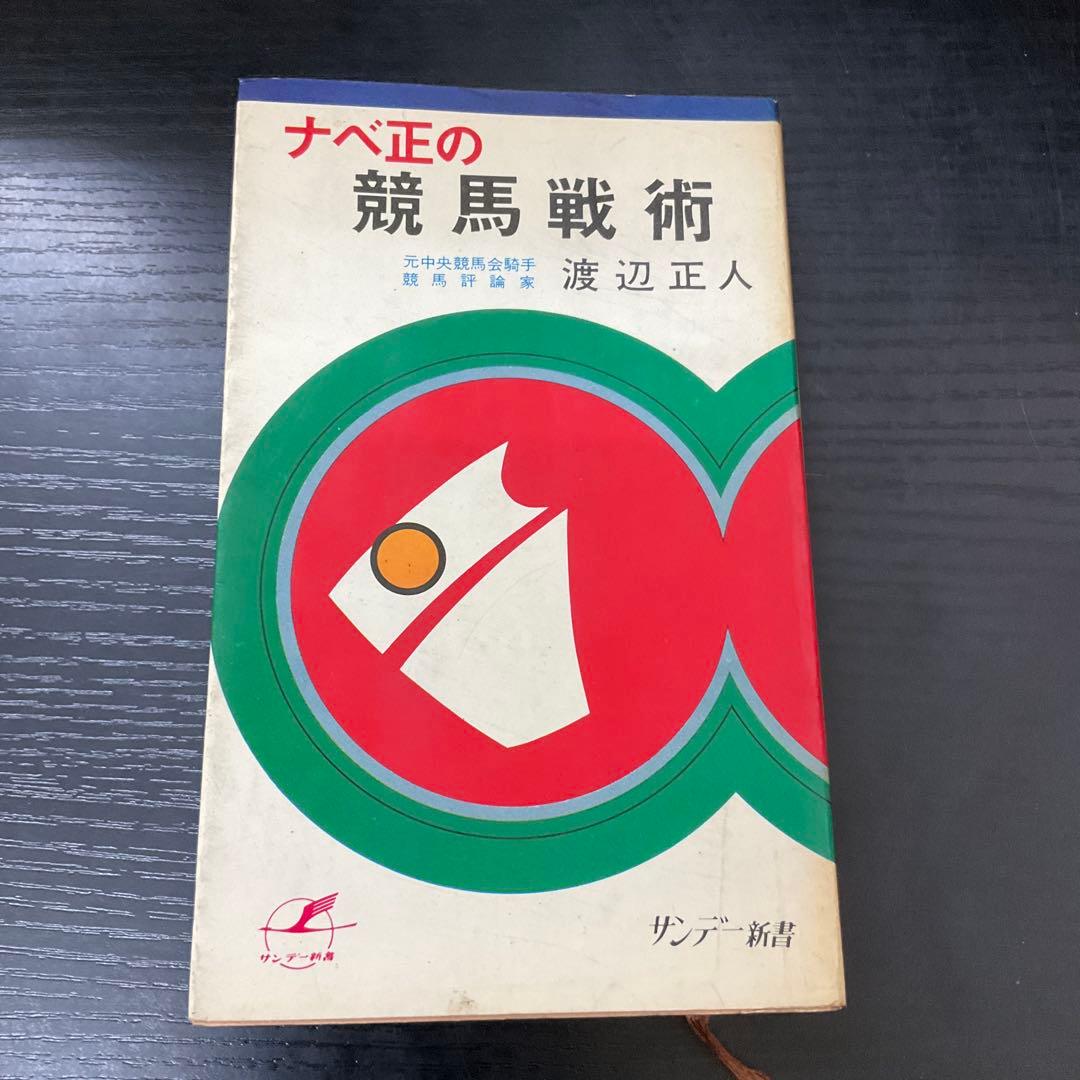 ナベ正の
競馬戦術
元中央競馬会騎手
競馬評論家
渡辺正人
サンデー新書
サンデー新書